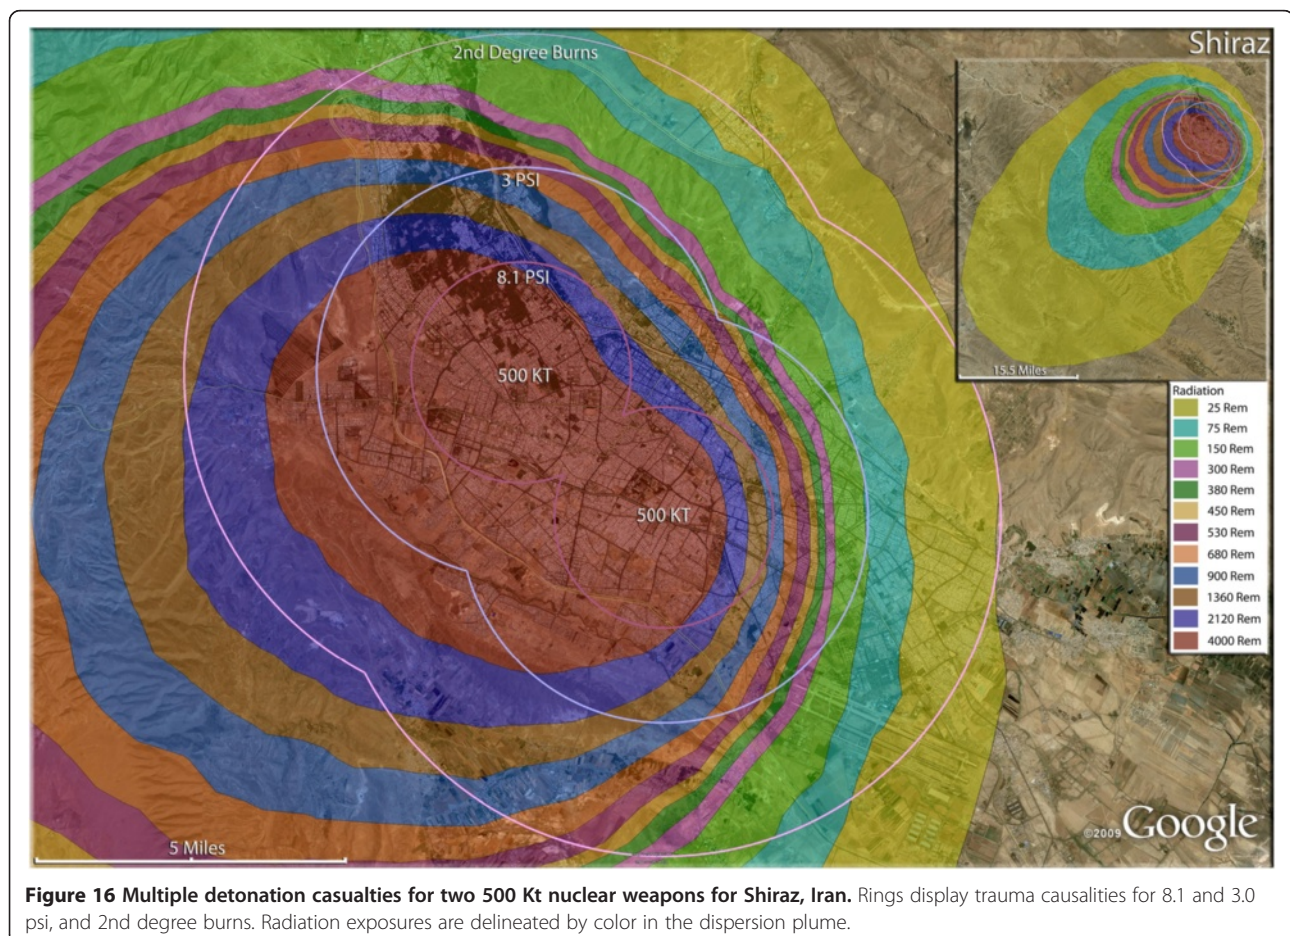 Shiraz
2nd Degree Burns
3 PSI
8.1 PSI
500 KT
500 KT
15.5 Miles
Radiation
25 Rem
75 Rem
150 Rem
300 Rem
380 Rem
450 Rem
530 Rem
680 Rem
900 Rem
1360 Rem
2120 Rem
4000 Rem
5 Miles
©2009 Google
Figure 16 Multiple detonation casualties for two 500 Kt nuclear weapons for Shiraz, Iran. Rings display trauma causalities for 8.1 and 3.0
psi, and 2nd degree burns. Radiation exposures are delineated by color in the dispersion plume.